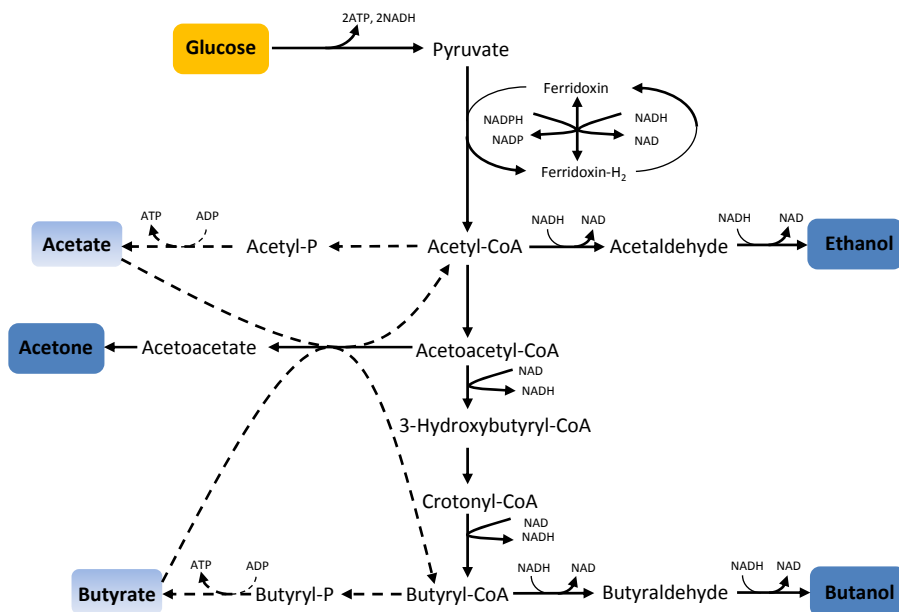 2ATP, 2NADH
Glucose
Pyruvate
Ferridoxin
NADPH
NADH
NADP
NAD
Ferridoxin-H2
ATP
ADP
NADH
NAD
NADH
NAD
Acetate
Acetyl-P
Acetyl-CoA
Acetaldehyde
Ethanol
Acetone
Acetoacetate
Acetoacetyl-CoA
NAD
NADH
3-Hydroxybutyryl-CoA
Crotonyl-CoA
NAD
NADH
ATP
ADP
NADH
NAD
NADH
NAD
Butyrate
Butyryl-P
Butyryl-CoA
Butyraldehyde
Butanol